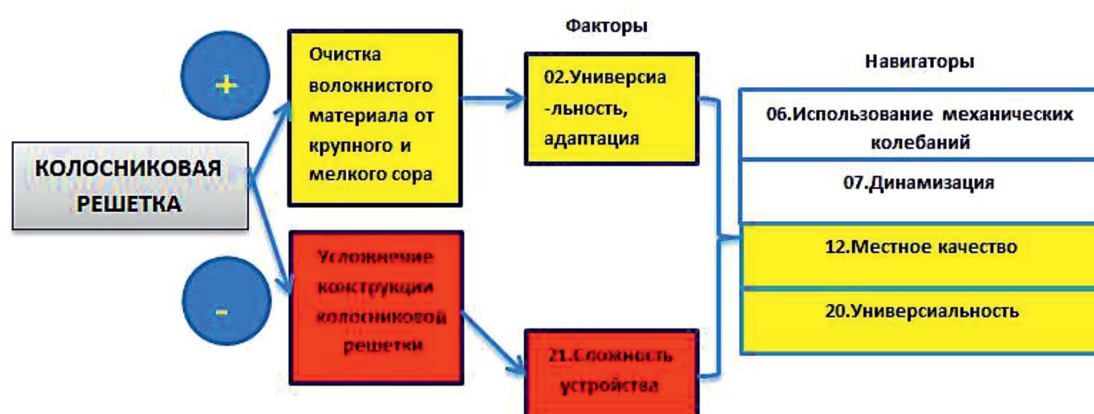 Факторы
Навигаторы
+
Очистка
волокнистого
материала от
крупного и
мелкого сора
02.Универсиа
-льность,
адаптация
06.Использование механических
колебаний
07.Динамизация
КОЛОСНИКОВАЯ
РЕШЕТКА
12.Местное качество
20.Универсиальность
-
Усложнение
конструкции
колосниковой
решетки
21.Сложность
устройства